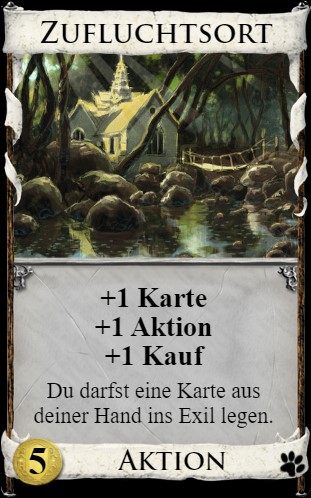 Zufluchtsort
+1 Karte
+1 Aktion
+1 Kauf
Du darfst eine Karte aus
deiner Hand ins Exil legen.
5
Aktion